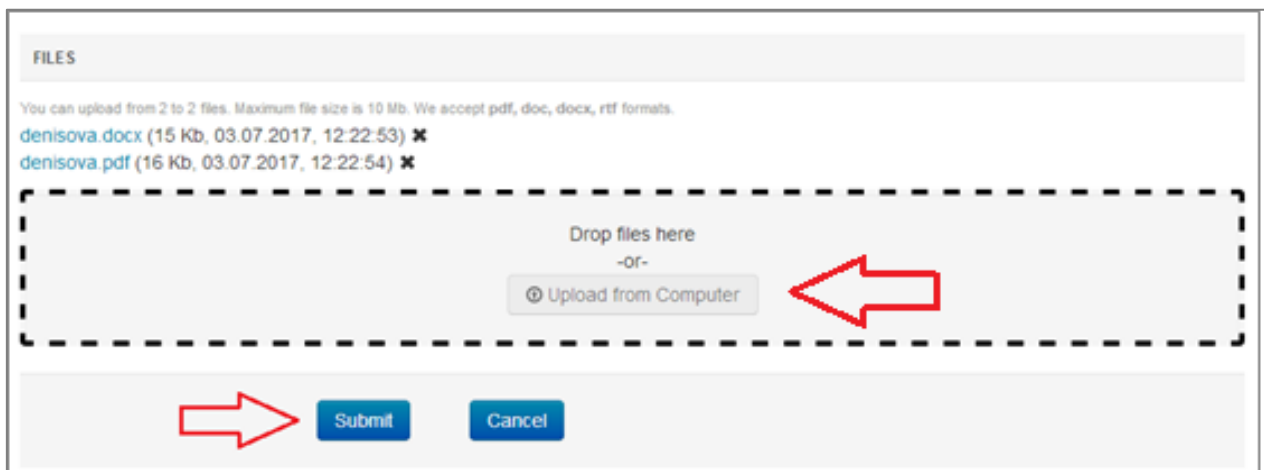 FILES
You can upload from 2 to 2 files. Maximum file size is 10 Mb. We accept pdf, doc, docx, rtf formats.
denisova.docx (15 Kb, 03.07.2017, 12:22:53) ✖
denisova.pdf (16 Kb, 03.07.2017, 12:22:54) ✖
Drop files here
-or-
Upload from Computer
Submit Cancel